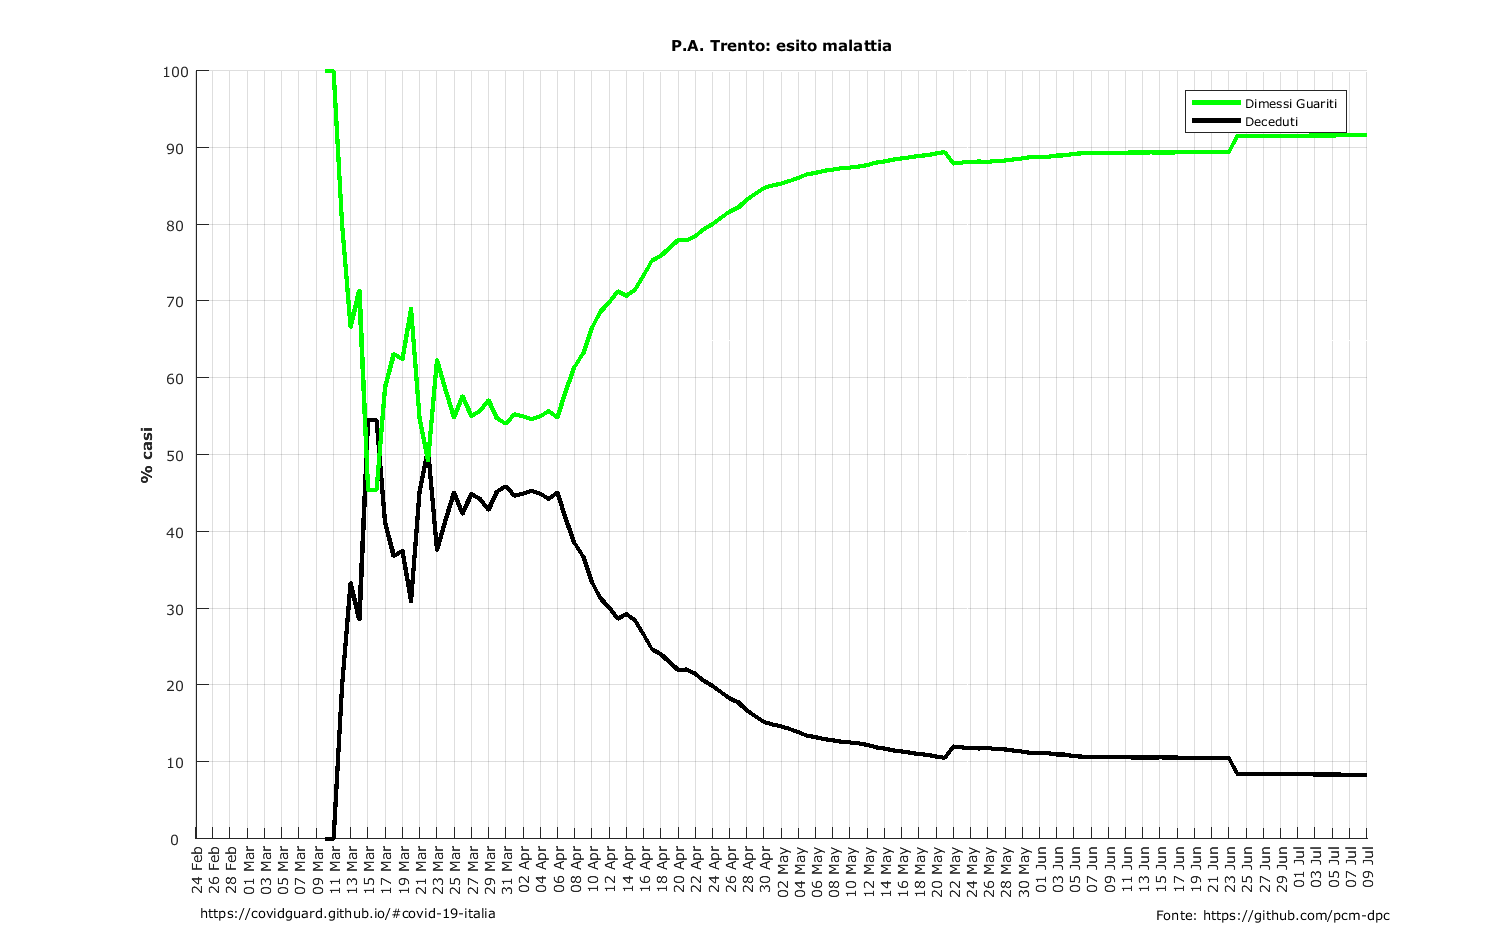 P.A. Trento: esito malattia
Dimessi Guariti
Deceduti
% casi
100
90
80
70
60
50
40
30
20
10
0
24 Feb
26 Feb
28 Feb
01 Mar
03 Mar
05 Mar
07 Mar
09 Mar
11 Mar
13 Mar
15 Mar
17 Mar
19 Mar
21 Mar
23 Mar
25 Mar
27 Mar
29 Mar
31 Mar
02 Apr
04 Apr
06 Apr
08 Apr
10 Apr
12 Apr
14 Apr
16 Apr
18 Apr
20 Apr
22 Apr
24 Apr
26 Apr
28 Apr
30 Apr
02 May
04 May
06 May
08 May
10 May
12 May
14 May
16 May
18 May
20 May
22 May
24 May
26 May
28 May
30 May
01 Jun
03 Jun
05 Jun
07 Jun
09 Jun
11 Jun
13 Jun
15 Jun
17 Jun
19 Jun
21 Jun
23 Jun
25 Jun
27 Jun
29 Jun
01 Jul
03 Jul
05 Jul
07 Jul
09 Jul
https://covidguard.github.io/#covid-19-italia
Fonte: https://github.com/pcm-dpc